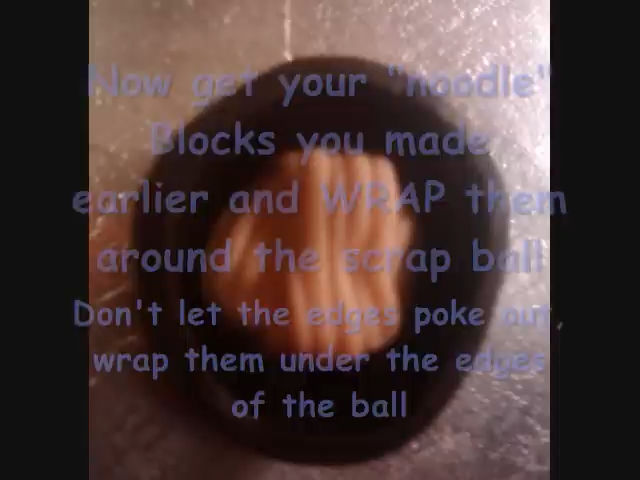 Now get your "noodle"
Blocks you made
earlier and WRAP them
around the scrap ball
Don't let the edges poke out,
wrap them under the edges
of the ball